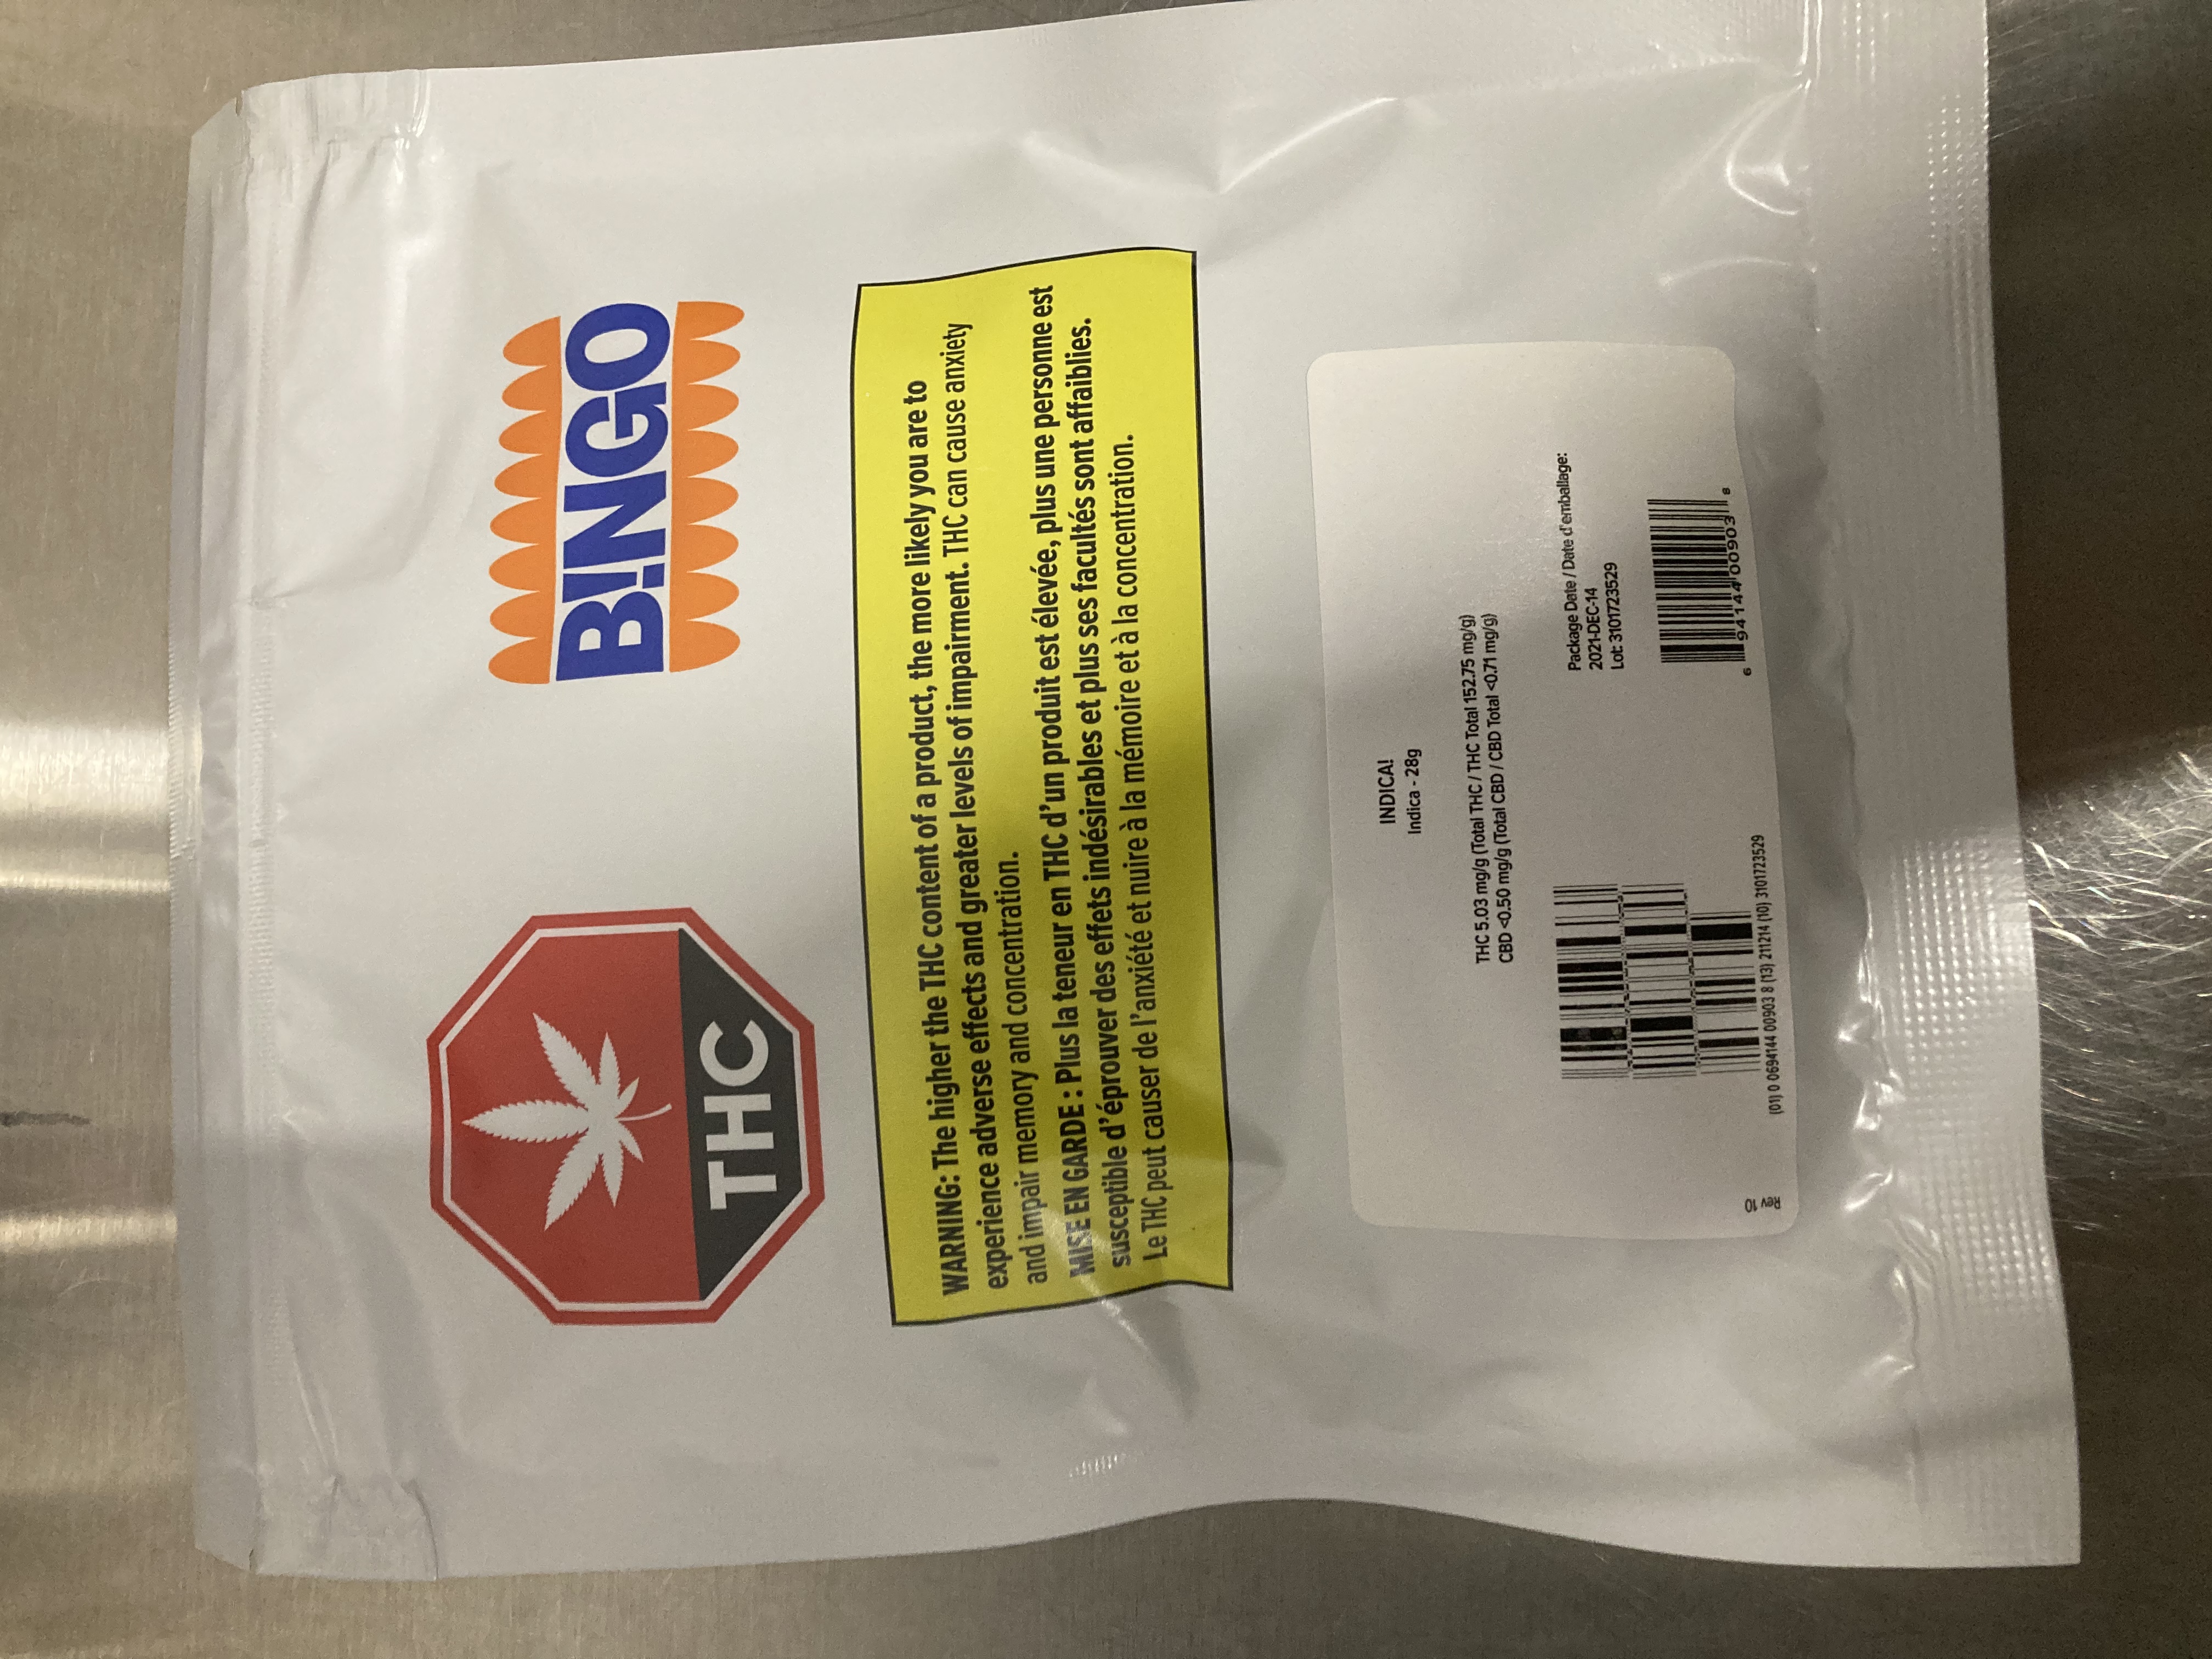 THC
B!NGO
WARNING: The higher the THC content of a product, the more likely you are to
experience adverse effects and greater levels of impairment. THC can cause anxiety
and impair memory and concentration.
MISE EN GARDE : Plus la teneur en THC d'un produit est élevée, plus une personne est
susceptible d'éprouver des effets indésirables et plus ses facultés sont affaiblies.
Le THC peut causer de l'anxiété et nuire à la mémoire et à la concentration.
INDICA!
Indica - 28g
THC 5.03 mg/g (Total THC / THC Total 152.75 mg/g)
CBD <0.50 mg/g (Total CBD / CBD Total <0.71 mg/g)
Package Date / Date d'emballage:
2021-DEC-14
Lot: 3101723529
6 94144 00903 8
Rev 10
(01) 0 0694144 00903 8 (13) 211214 (10) 3101723529